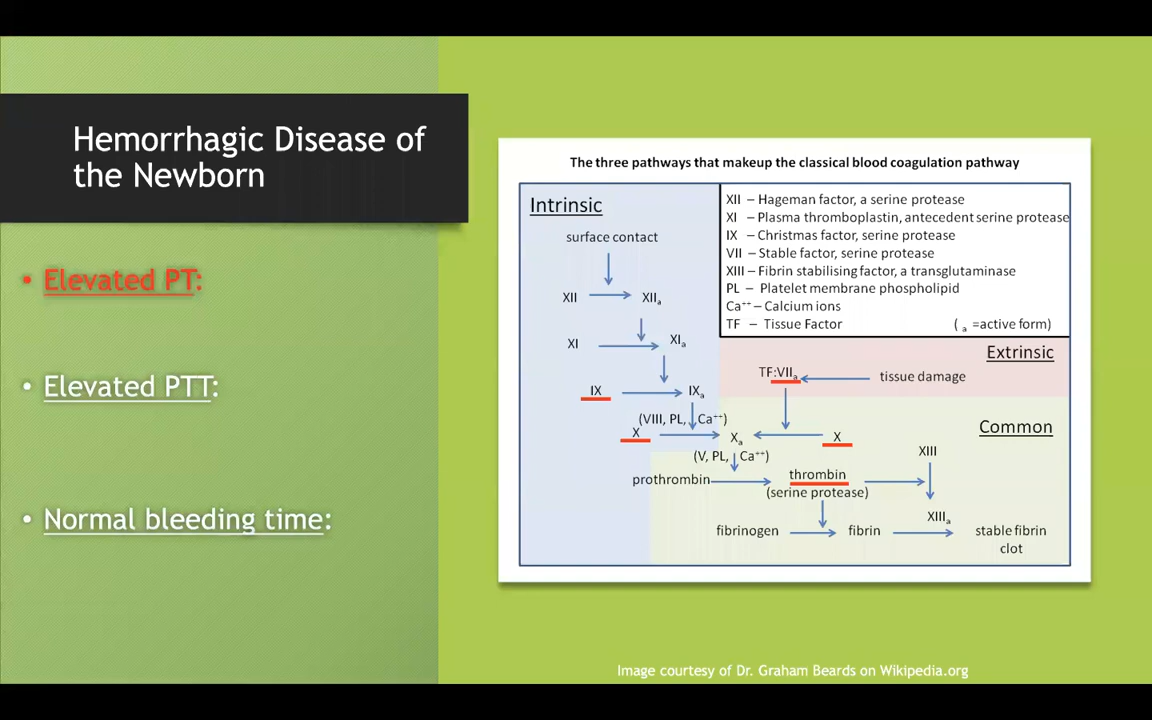 Hemorrhagic Disease of
the Newborn
• Elevated PT:
• Elevated PTT:
• Normal bleeding time:
The three pathways that makeup the classical blood coagulation pathway
Intrinsic
surface contact
XII
XIIa
XI
XIa
IX
IXa
(VIII, PL, Ca++)
X
Xa
X
(V, PL, Ca++)
prothrombin
thrombin
(serine protease)
fibrinogen
fibrin
XIII
XIIIa
stable fibrin
clot
XII – Hageman factor, a serine protease
XI – Plasma thromboplastin, antecedent serine protease
IX – Christmas factor, serine protease
VII – Stable factor, serine protease
XIII – Fibrin stabilising factor, a transglutaminase
PL – Platelet membrane phospholipid
Ca++ – Calcium ions
TF – Tissue Factor
( a =active form)
Extrinsic
TF:VIIa
tissue damage
Common
Image courtesy of Dr. Graham Beards on Wikipedia.org